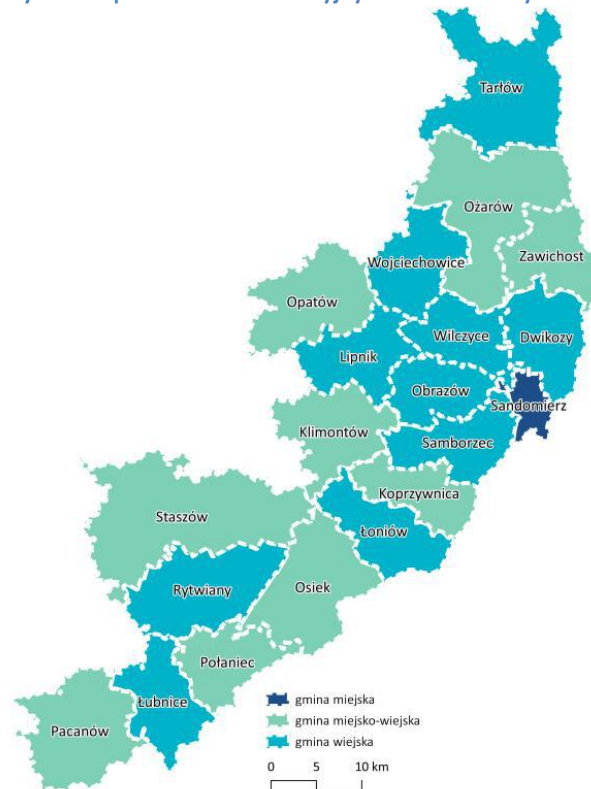 Tarłów
Ożarów
Zawichost
Wojciechowice
Opatów
Wilczyce
Dwikozy
Lipnik
Obrazów
Sandomierz
Klimontów
Samborzec
Koprzywnica
Staszów
Łoniów
Rytwiany
Osiek
Połaniec
Łubnice
Pacanów
gmina miejska
gmina miejsko-wiejska
gmina wiejska
0 5 10 km